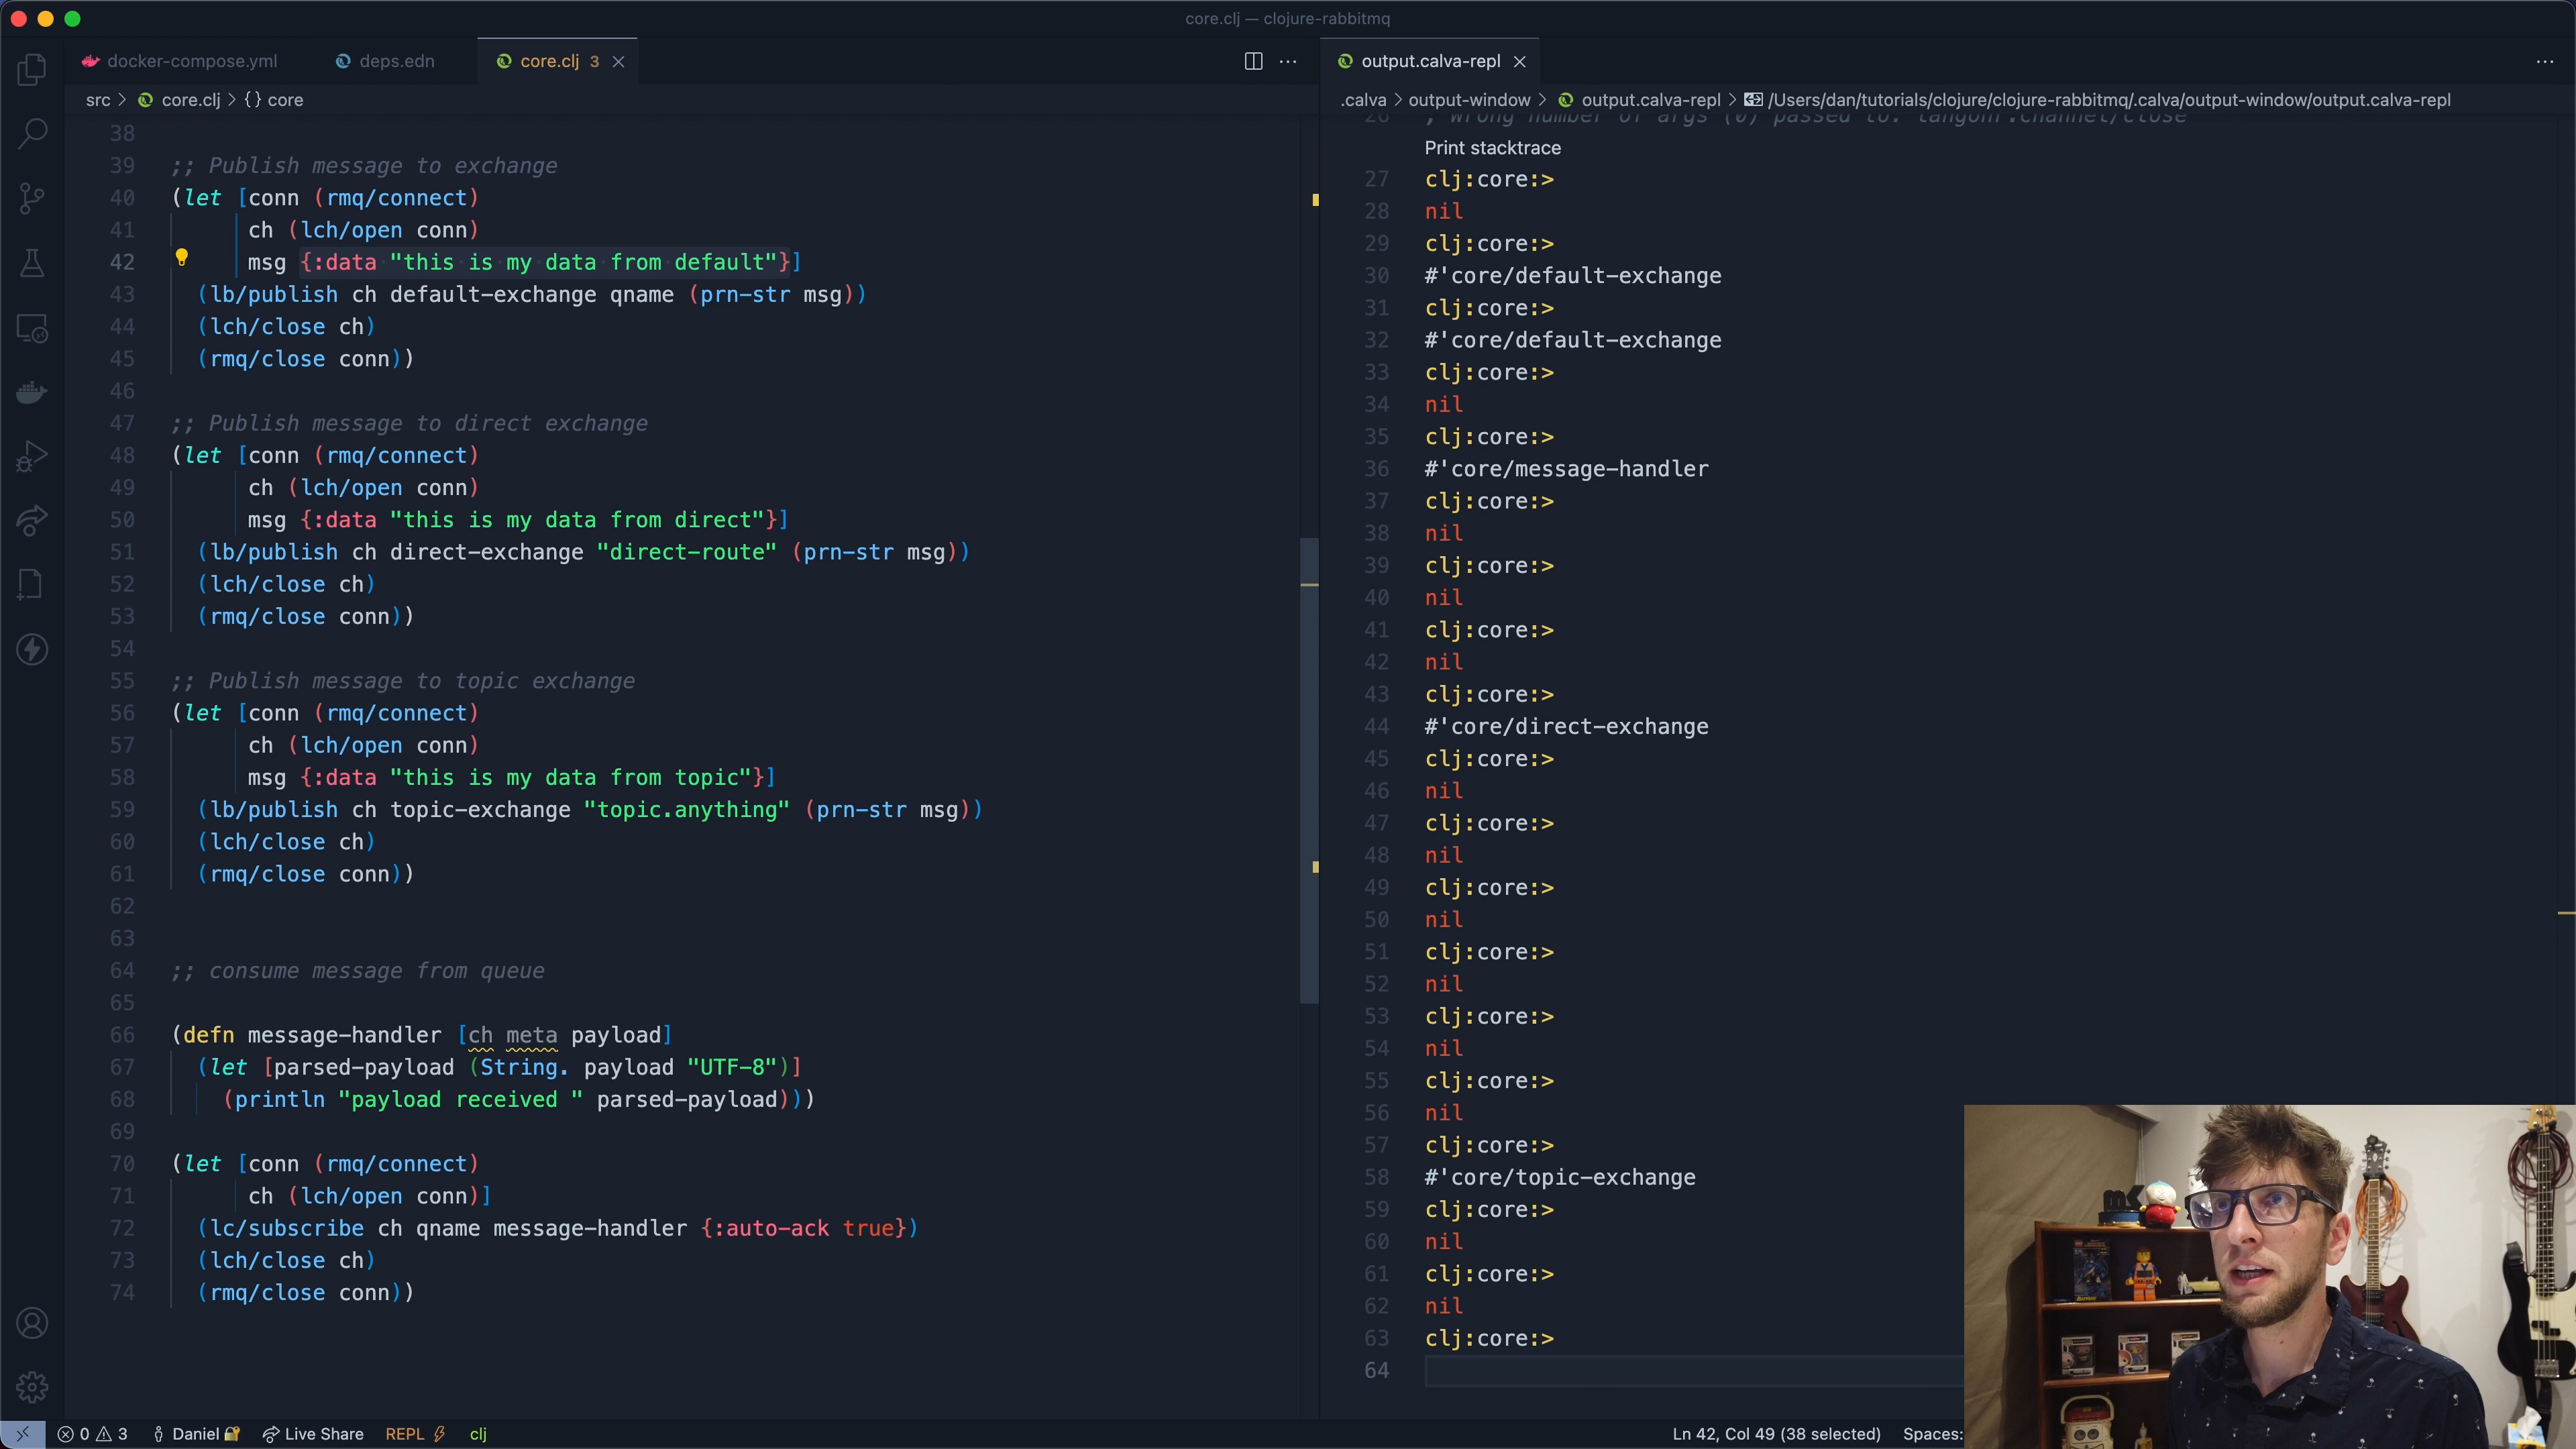 core.clj — clojure-rabbitmq
docker-compose.yml
deps.edn
core.clj 3
output.calva-repl
src > core.clj > {} core
.calva > output-window > output.calva-repl > /Users/dan/tutorials/clojure/clojure-rabbitmq/.calva/output-window/output.calva-repl
38
39 ;; Publish message to exchange
40 (let [conn (rmq/connect)
41 ch (lch/open conn)
42 msg {:data "this is my data from default"}]
43 (lb/publish ch default-exchange qname (prn-str msg))
44 (lch/close ch)
45 (rmq/close conn))
46
47 ;; Publish message to direct exchange
48 (let [conn (rmq/connect)
49 ch (lch/open conn)
50 msg {:data "this is my data from direct"}]
51 (lb/publish ch direct-exchange "direct-route" (prn-str msg))
52 (lch/close ch)
53 (rmq/close conn))
54
55 ;; Publish message to topic exchange
56 (let [conn (rmq/connect)
57 ch (lch/open conn)
58 msg {:data "this is my data from topic"}]
59 (lb/publish ch topic-exchange "topic.anything" (prn-str msg))
60 (lch/close ch)
61 (rmq/close conn))
62
63
64 ;; consume message from queue
65
66 (defn message-handler [ch meta payload]
67 (let [parsed-payload (String. payload "UTF-8")]
68 (println "payload received " parsed-payload)))
69
70 (let [conn (rmq/connect)
71 ch (lch/open conn)]
72 (lc/subscribe ch qname message-handler {:auto-ack true})
73 (lch/close ch)
74 (rmq/close conn))
26 ; Wrong number of args (0) passed to: langohr.channel/close
Print stacktrace
27 clj:core:>
28 nil
29 clj:core:>
30 #'core/default-exchange
31 clj:core:>
32 #'core/default-exchange
33 clj:core:>
34 nil
35 clj:core:>
36 #'core/message-handler
37 clj:core:>
38 nil
39 clj:core:>
40 nil
41 clj:core:>
42 nil
43 clj:core:>
44 #'core/direct-exchange
45 clj:core:>
46 nil
47 clj:core:>
48 nil
49 clj:core:>
50 nil
51 clj:core:>
52 nil
53 clj:core:>
54 nil
55 clj:core:>
56 nil
57 clj:core:>
58 #'core/topic-exchange
59 clj:core:>
60 nil
61 clj:core:>
62 nil
63 clj:core:>
64
0 3 Daniel Live Share REPL clj
Ln 42, Col 49 (38 selected) Spaces: